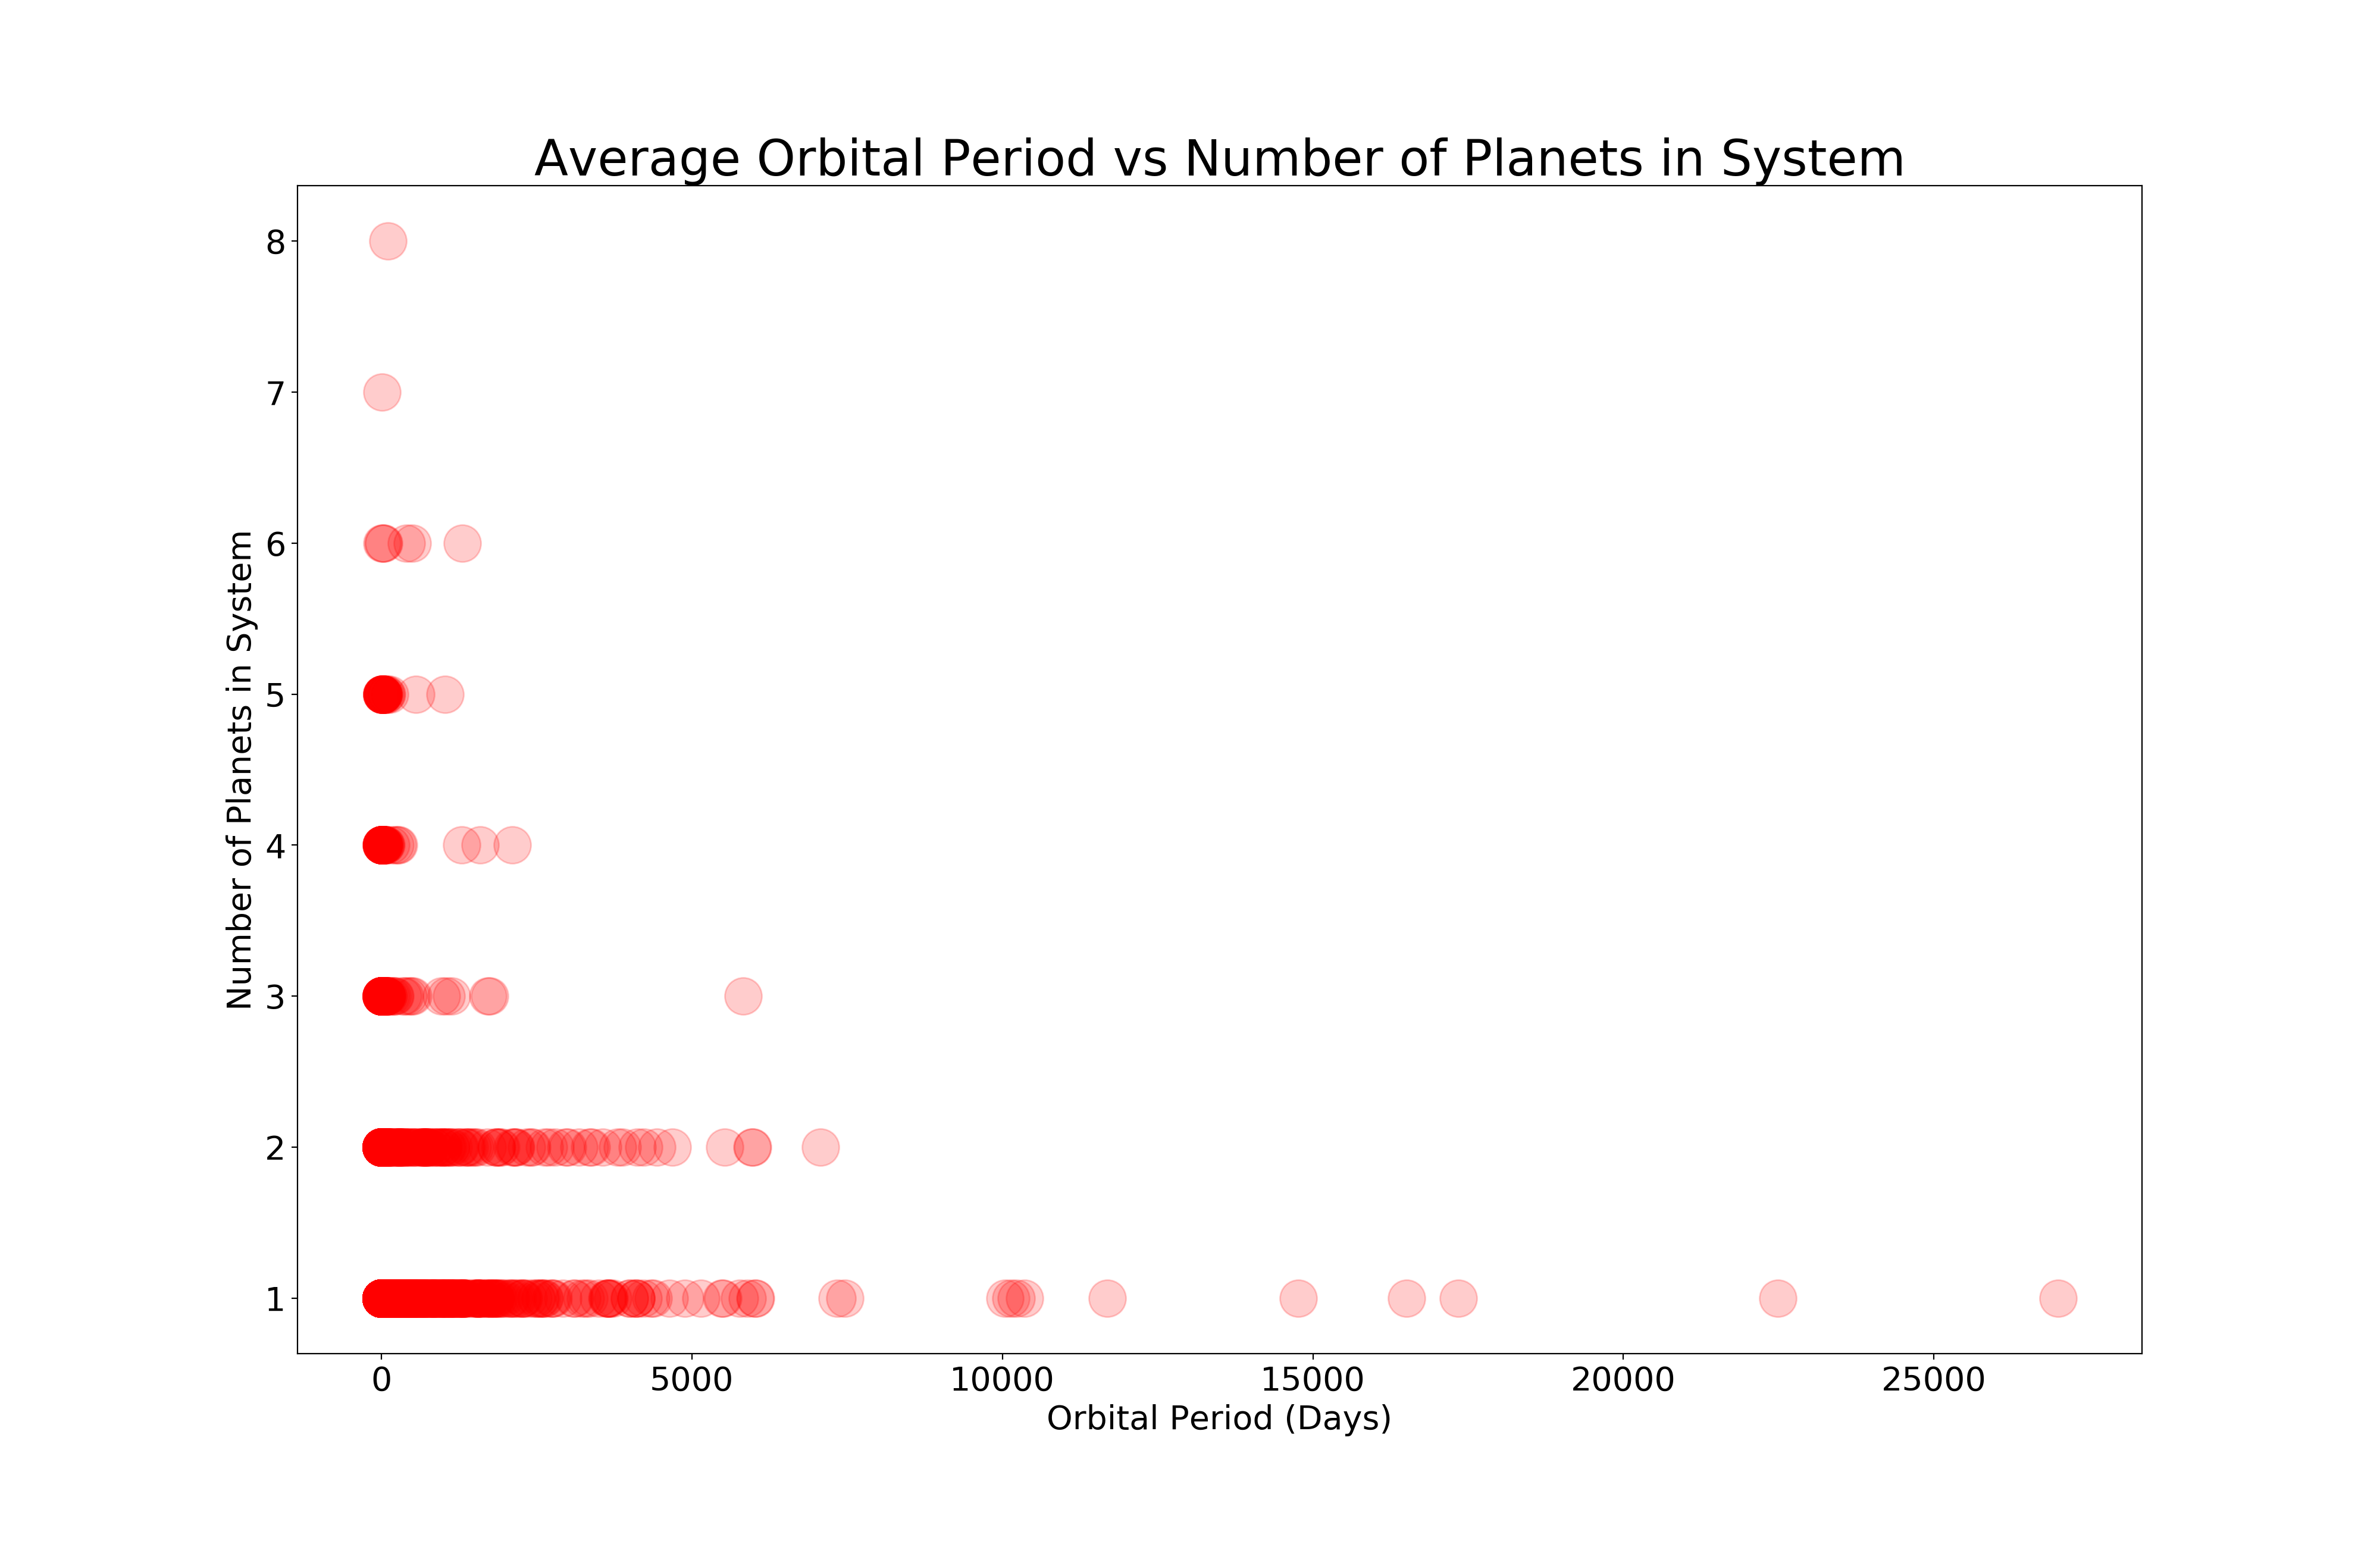 Average Orbital Period vs Number of Planets in System
Number of Planets in System
8
7
6
5
4
3
2
1
0 5000 10000 15000 20000 25000
Orbital Period (Days)